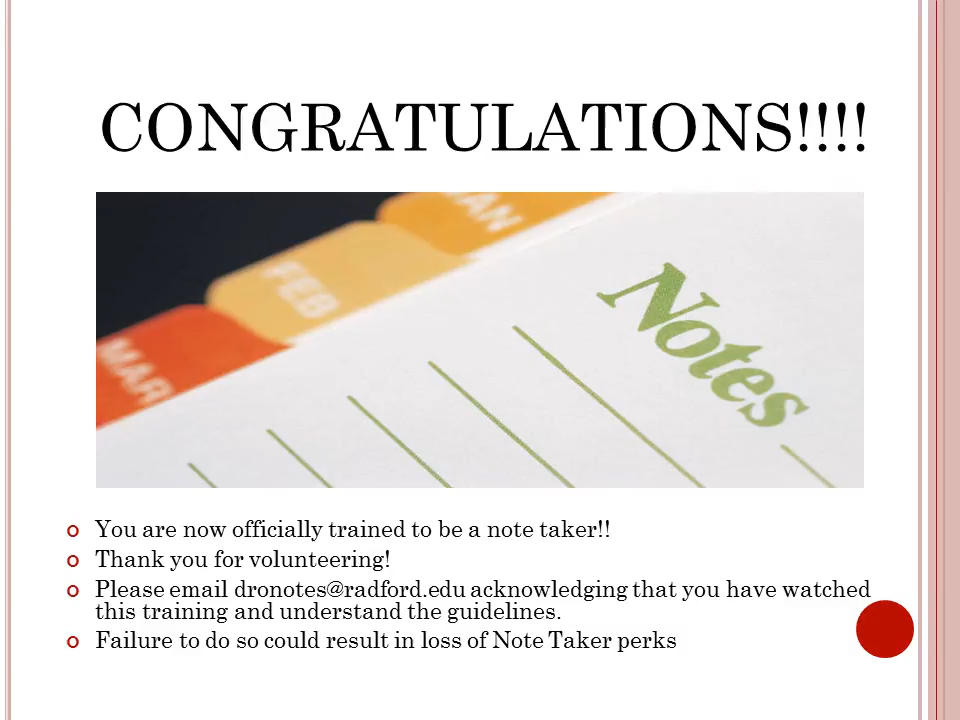 CONGRATULATIONS!!!!
JAN
FEB
MAR
Notes
You are now officially trained to be a note taker!!
Thank you for volunteering!
Please email dronotes@radford.edu acknowledging that you have watched
this training and understand the guidelines.
Failure to do so could result in loss of Note Taker perks